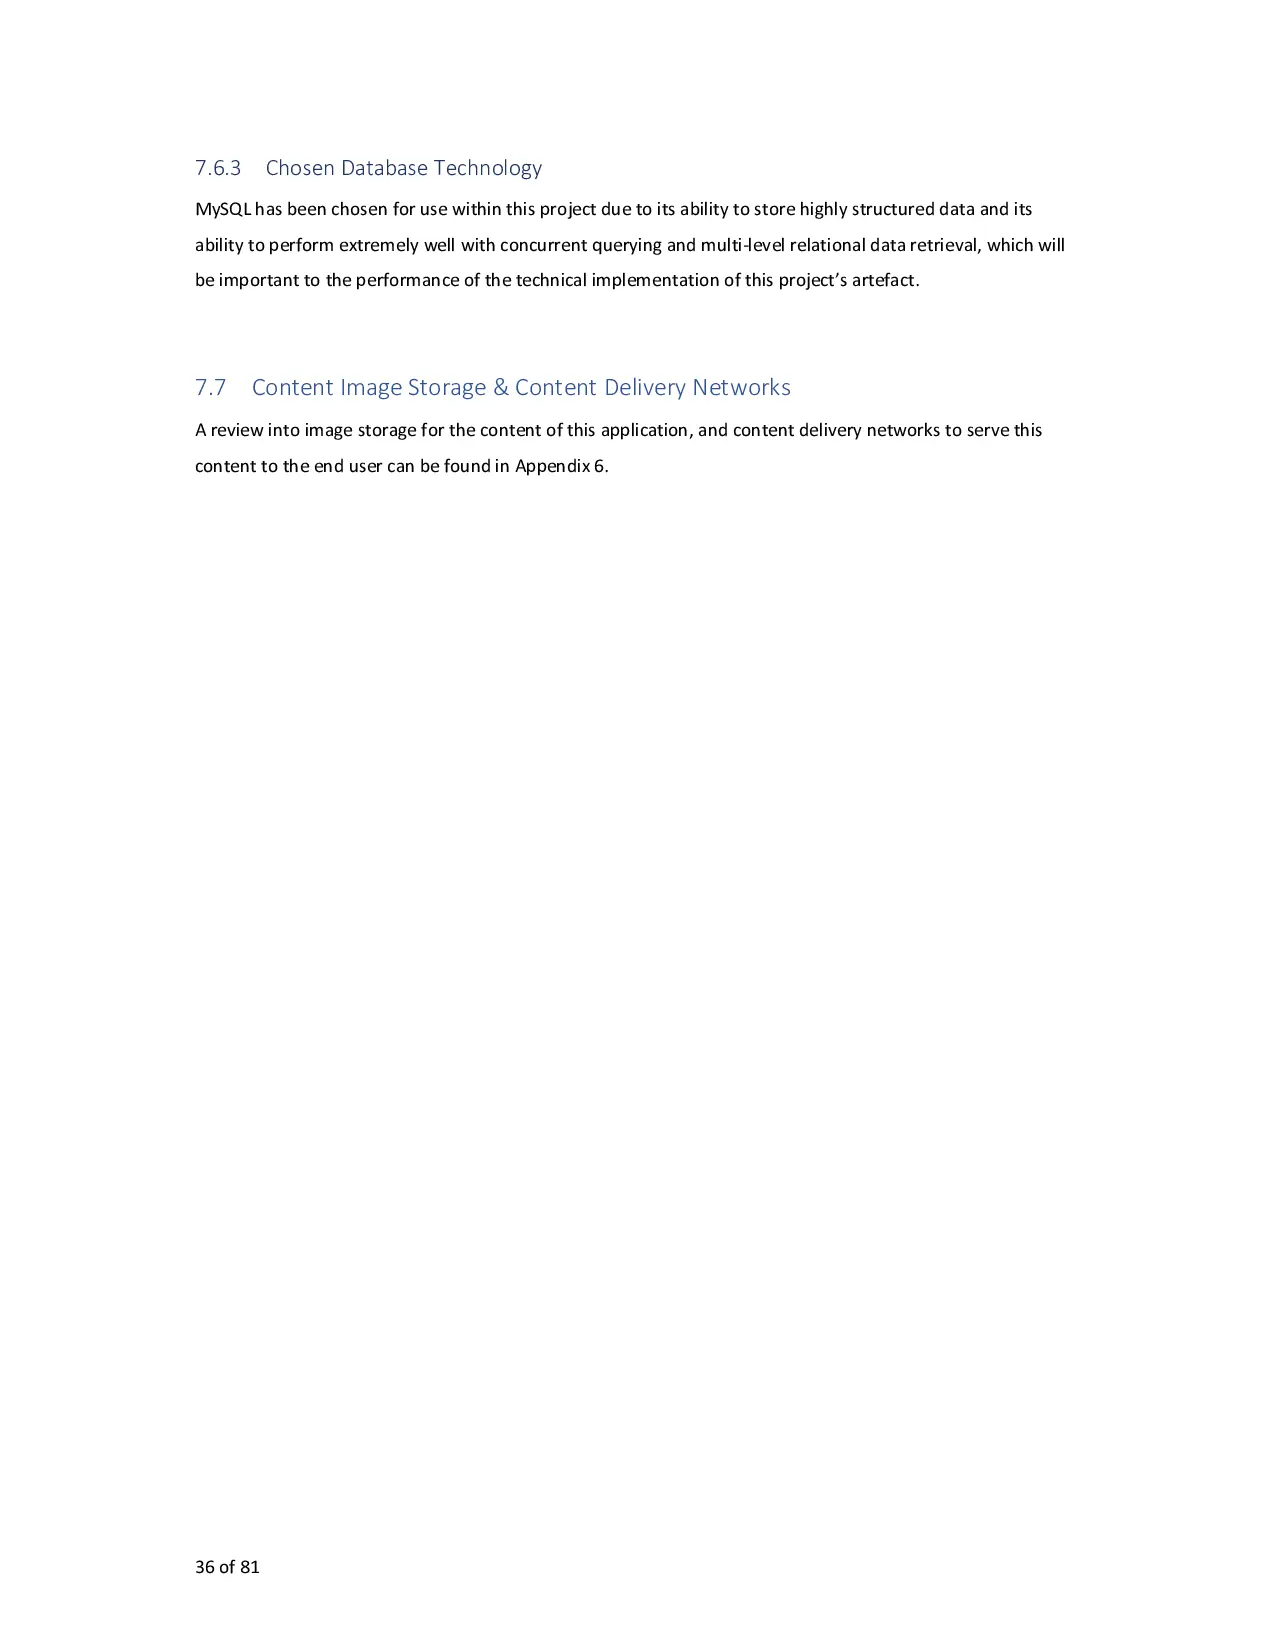 7.6.3 Chosen Database Technology
MySQL has been chosen for use within this project due to its ability to store highly structured data and its
ability to perform extremely well with concurrent querying and multi-level relational data retrieval, which will
be important to the performance of the technical implementation of this project’s artefact.
7.7 Content Image Storage & Content Delivery Networks
A review into image storage for the content of this application, and content delivery networks to serve this
content to the end user can be found in Appendix 6.
36 of 81